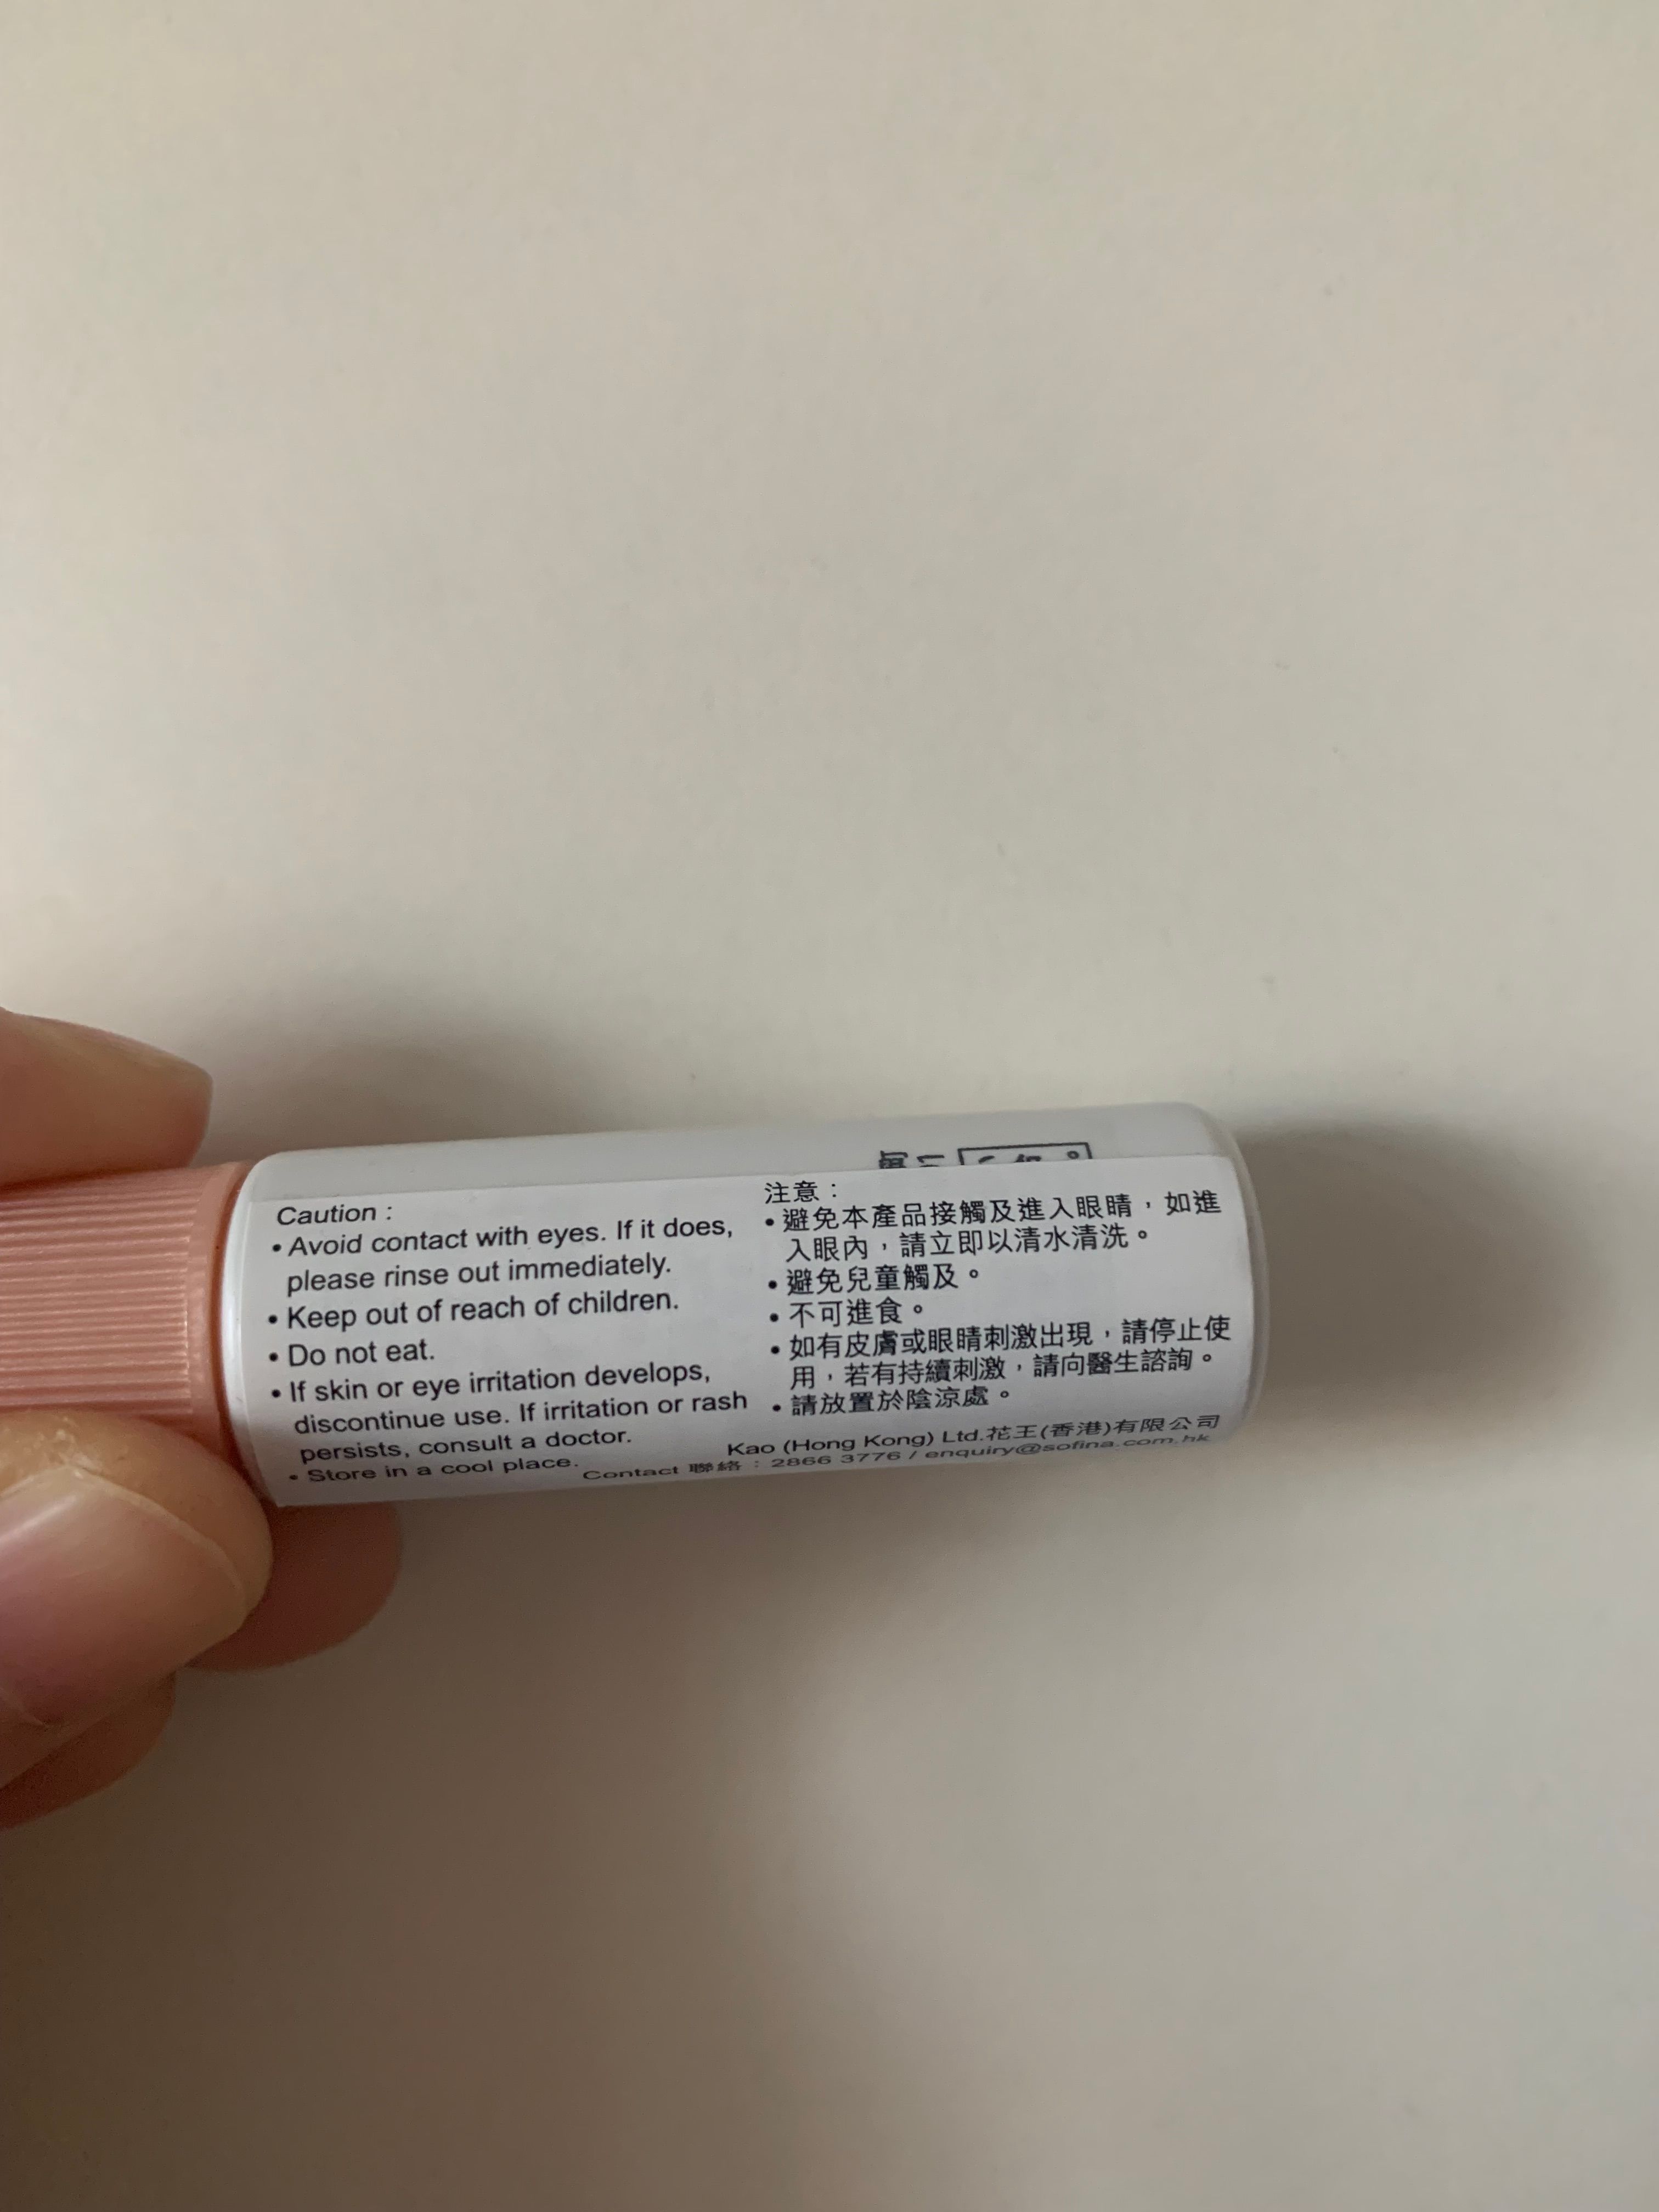 Caution :
• Avoid contact with eyes. If it does,
please rinse out immediately.
• Keep out of reach of children.
• Do not eat.
• If skin or eye irritation develops,
discontinue use. If irritation or rash
persists, consult a doctor.
• Store in a cool place.
注意：
• 避免本產品接觸及進入眼睛，如進
入眼內，請立即以清水清洗。
• 避免兒童觸及。
• 不可進食。
• 如有皮膚或眼睛刺激出現，請停止使
用，若有持續刺激，請向醫生諮詢。
• 請放置於陰涼處。
Kao (Hong Kong) Ltd.花王(香港)有限公司
Contact 聯絡：2866 3776 / enquiry@sofina.com.hk